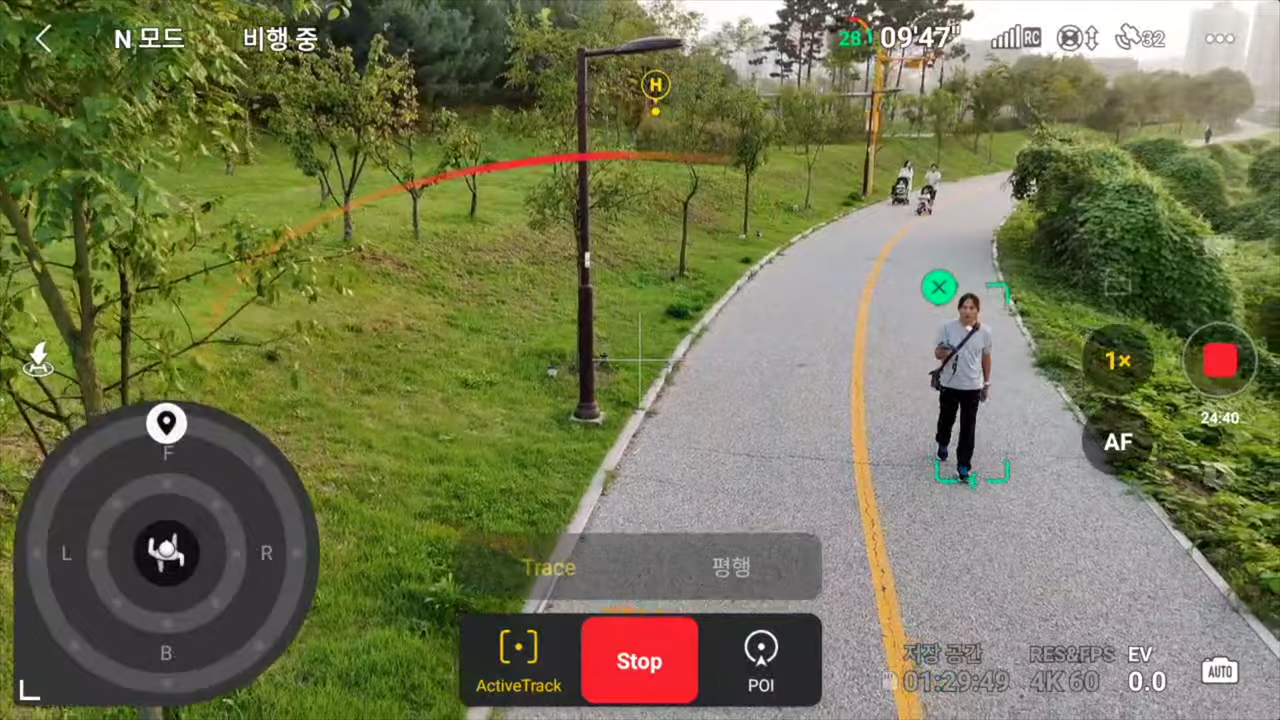 N 모드
비행 중
28.1 09'47"
RC
32
H
1×
24:40
AF
F
L
R
B
Trace
평행
ActiveTrack
Stop
POI
저장 공간
01:29:49
RES&FPS
4K 60
EV
0.0
AUTO